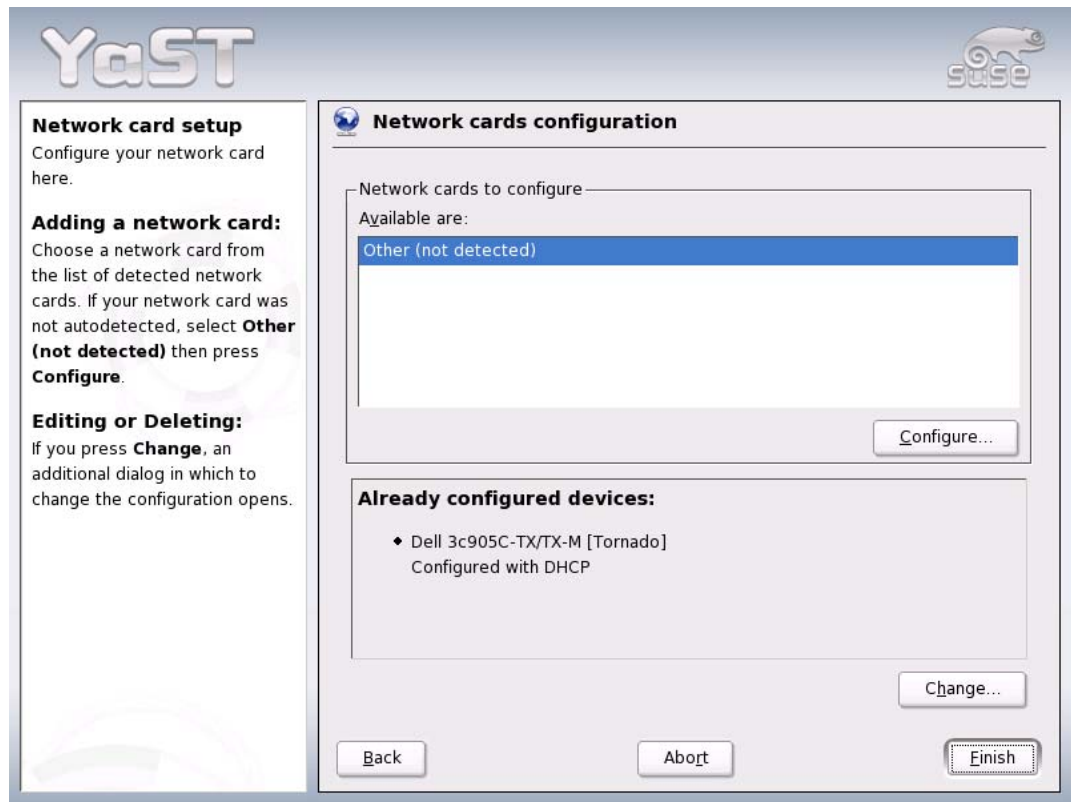 YaST
SUSE
Network card setup
Configure your network card
here.
Adding a network card:
Choose a network card from
the list of detected network
cards. If your network card was
not autodetected, select Other
(not detected) then press
Configure.
Editing or Deleting:
If you press Change, an
additional dialog in which to
change the configuration opens.
Network cards configuration
Network cards to configure
Available are:
Other (not detected)
Configure...
Already configured devices:
◆ Dell 3c905C-TX/TX-M [Tornado]
Configured with DHCP
Change...
Back
Abort
Finish